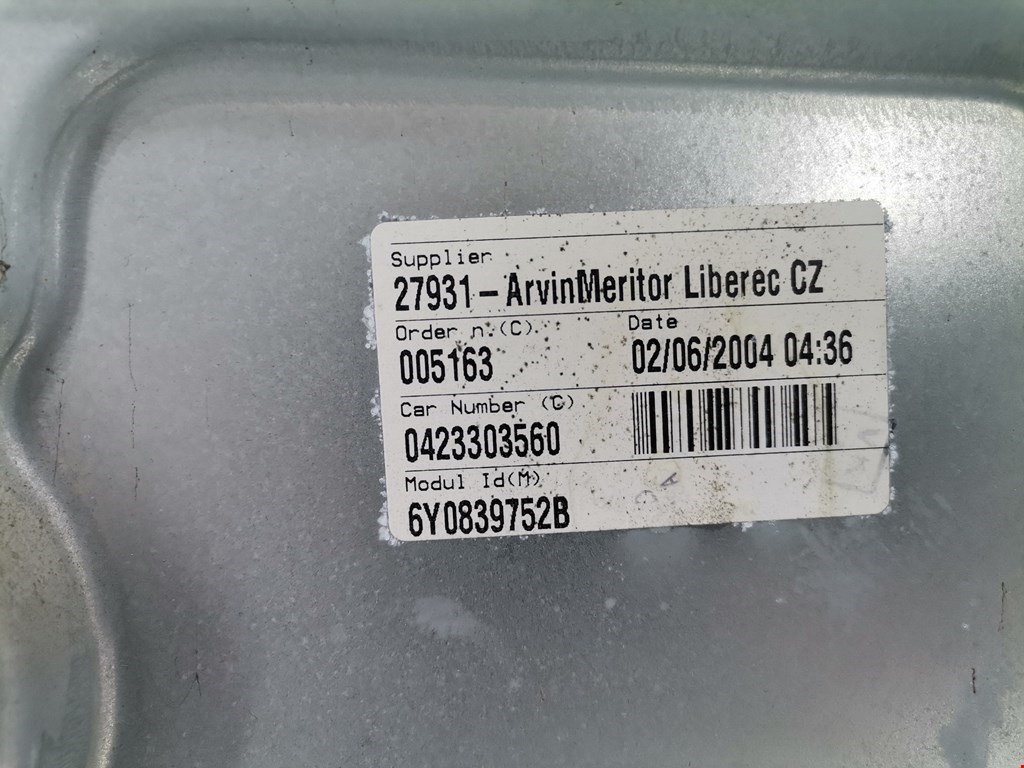 Supplier
27931-ArvinMeritor Liberec CZ
Order n.(C).
Date
005163
02/06/2004 04:36
Car Number (C)
0423303560
Modul Id(M)
6Y0839752B